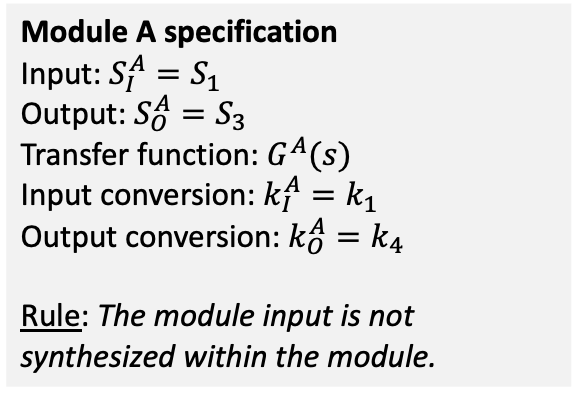 Module A specification
Input: $S_I^A = S_1$
Output: $S_O^A = S_3$
Transfer function: $G^A(s)$
Input conversion: $k_I^A = k_1$
Output conversion: $k_O^A = k_4$
Rule: The module input is not
synthesized within the module.